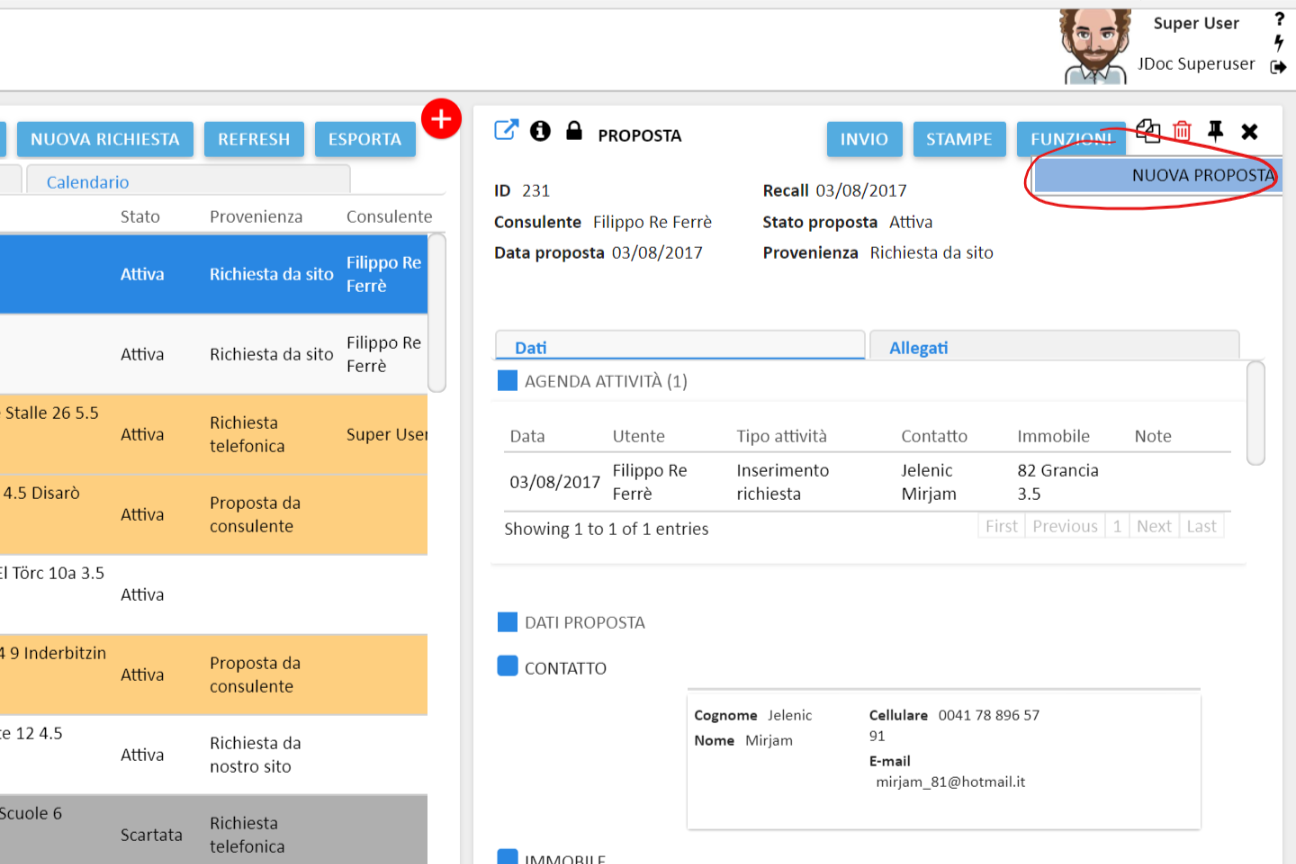 Super User
?
JDoc Superuser
NUOVA RICHIESTA REFRESH ESPORTA
Calendario
Stato Provenienza Consulente
Attiva Richiesta da sito Filippo Re
Ferrè
Attiva Richiesta da sito Filippo Re
Ferrè
Stalle 26 5.5
Attiva Richiesta
telefonica Super User
4.5 Disarò
Attiva Proposta da
consulente
El Törc 10a 3.5
Attiva
4 9 Inderbitzin
Attiva Proposta da
consulente
te 12 4.5
Attiva Richiesta da
nostro sito
Scuole 6
Scartata Richiesta
telefonica
PROPOSTA INVIO STAMPE FUNZIONI
NUOVA PROPOSTA
ID 231 Recall 03/08/2017
Consulente Filippo Re Ferrè Stato proposta Attiva
Data proposta 03/08/2017 Provenienza Richiesta da sito
Dati Allegati
AGENDA ATTIVITÀ (1)
Data Utente Tipo attività Contatto Immobile Note
03/08/2017 Filippo Re Inserimento Jelenic 82 Grancia
Ferrè richiesta Mirjam 3.5
Showing 1 to 1 of 1 entries First Previous 1 Next Last
DATI PROPOSTA
CONTATTO
Cognome Jelenic Cellulare 0041 78 896 57
91
Nome Mirjam
E-mail
mirjam_81@hotmail.it
IMMOBILE